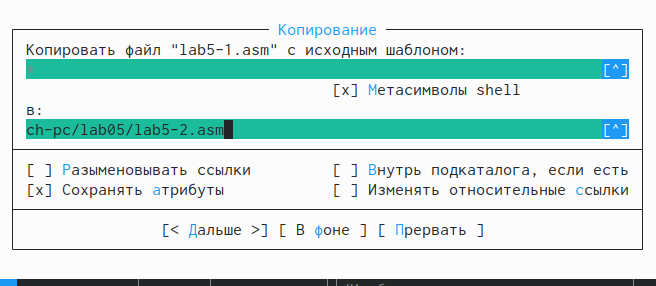 Копирование
Копировать файл "lab5-1.asm" с исходным шаблоном:
[^]
[x] Метасимволы shell
в:
ch-pc/lab05/lab5-2.asm [^]
[ ] Разыменовывать ссылки [ ] Внутрь подкаталога, если есть
[x] Сохранять атрибуты [ ] Изменять относительные ссылки
[< Дальше >] [ В фоне ] [ Прервать ]